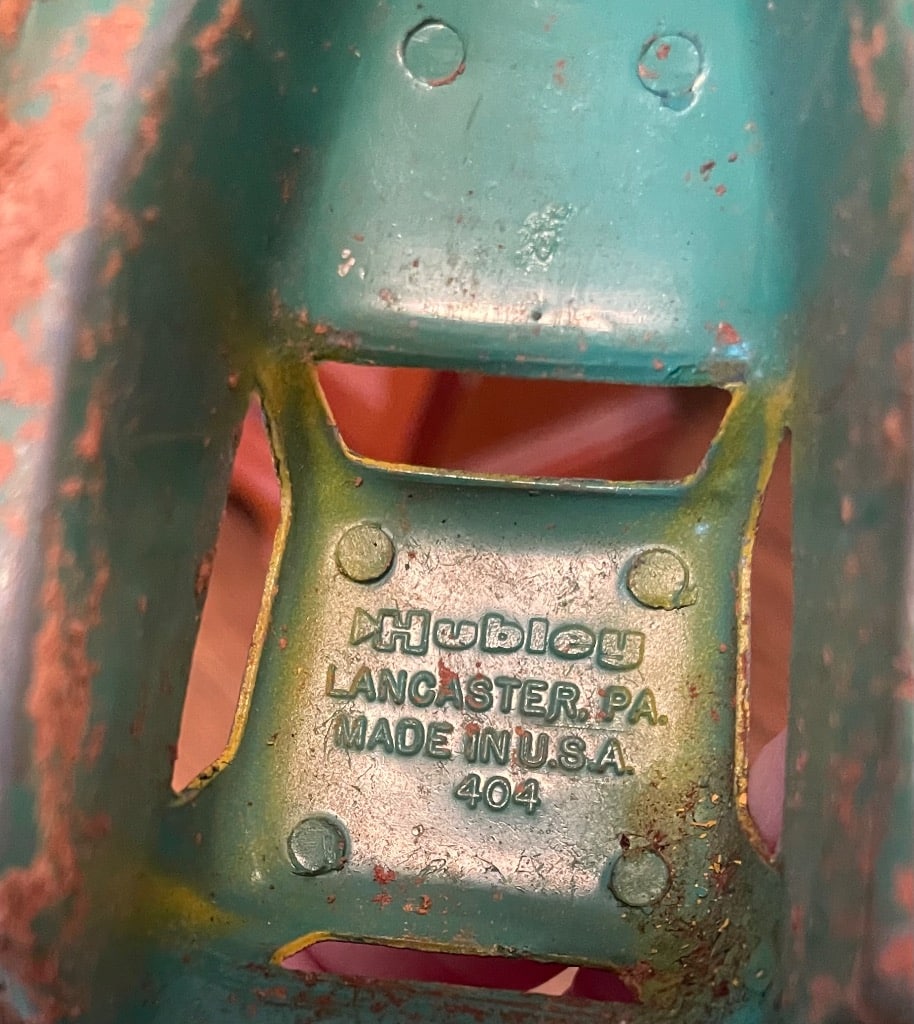 Hubley
LANCASTER, PA.
MADE IN U.S.A.
404